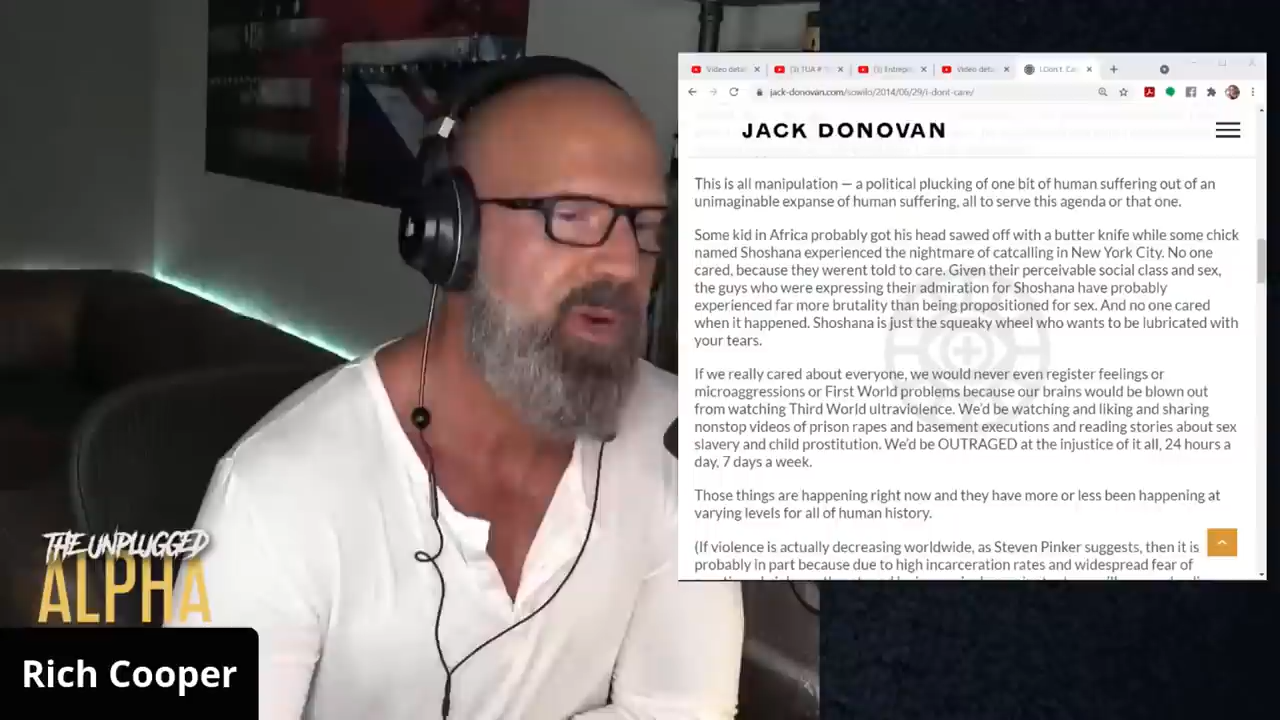 Video detai
(3) TUA #
(3) Entrepr
Video deta
I Don't Ca
jack-donovan.com/sowilo/2014/06/29/i-dont-care/
JACK DONOVAN
This is all manipulation — a political plucking of one bit of human suffering out of an
unimaginable expanse of human suffering, all to serve this agenda or that one.
Some kid in Africa probably got his head sawed off with a butter knife while some chick
named Shoshana experienced the nightmare of catcalling in New York City. No one
cared, because they werent told to care. Given their perceivable social class and sex,
the guys who were expressing their admiration for Shoshana have probably
experienced far more brutality than being propositioned for sex. And no one cared
when it happened. Shoshana is just the squeaky wheel who wants to be lubricated with
your tears.
If we really cared about everyone, we would never even register feelings or
microaggressions or First World problems because our brains would be blown out
from watching Third World ultraviolence. We'd be watching and liking and sharing
nonstop videos of prison rapes and basement executions and reading stories about sex
slavery and child prostitution. We'd be OUTRAGED at the injustice of it all, 24 hours a
day, 7 days a week.
Those things are happening right now and they have more or less been happening at
varying levels for all of human history.
(If violence is actually decreasing worldwide, as Steven Pinker suggests, then it is
probably in part because due to high incarceration rates and widespread fear of
THE UNPLUGGED
ALPHA
Rich Cooper